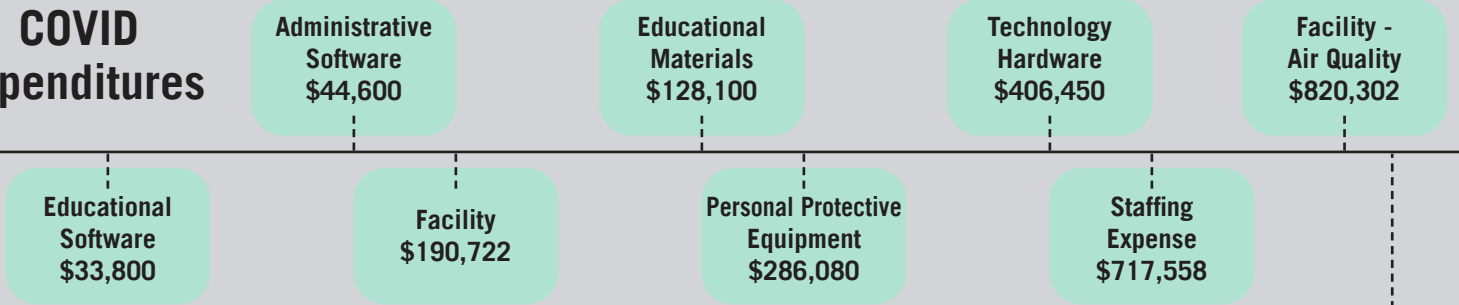 COVID
penditures
Administrative
Software
$44,600
Educational
Materials
$128,100
Technology
Hardware
$406,450
Facility -
Air Quality
$820,302
Educational
Software
$33,800
Facility
$190,722
Personal Protective
Equipment
$286,080
Staffing
Expense
$717,558